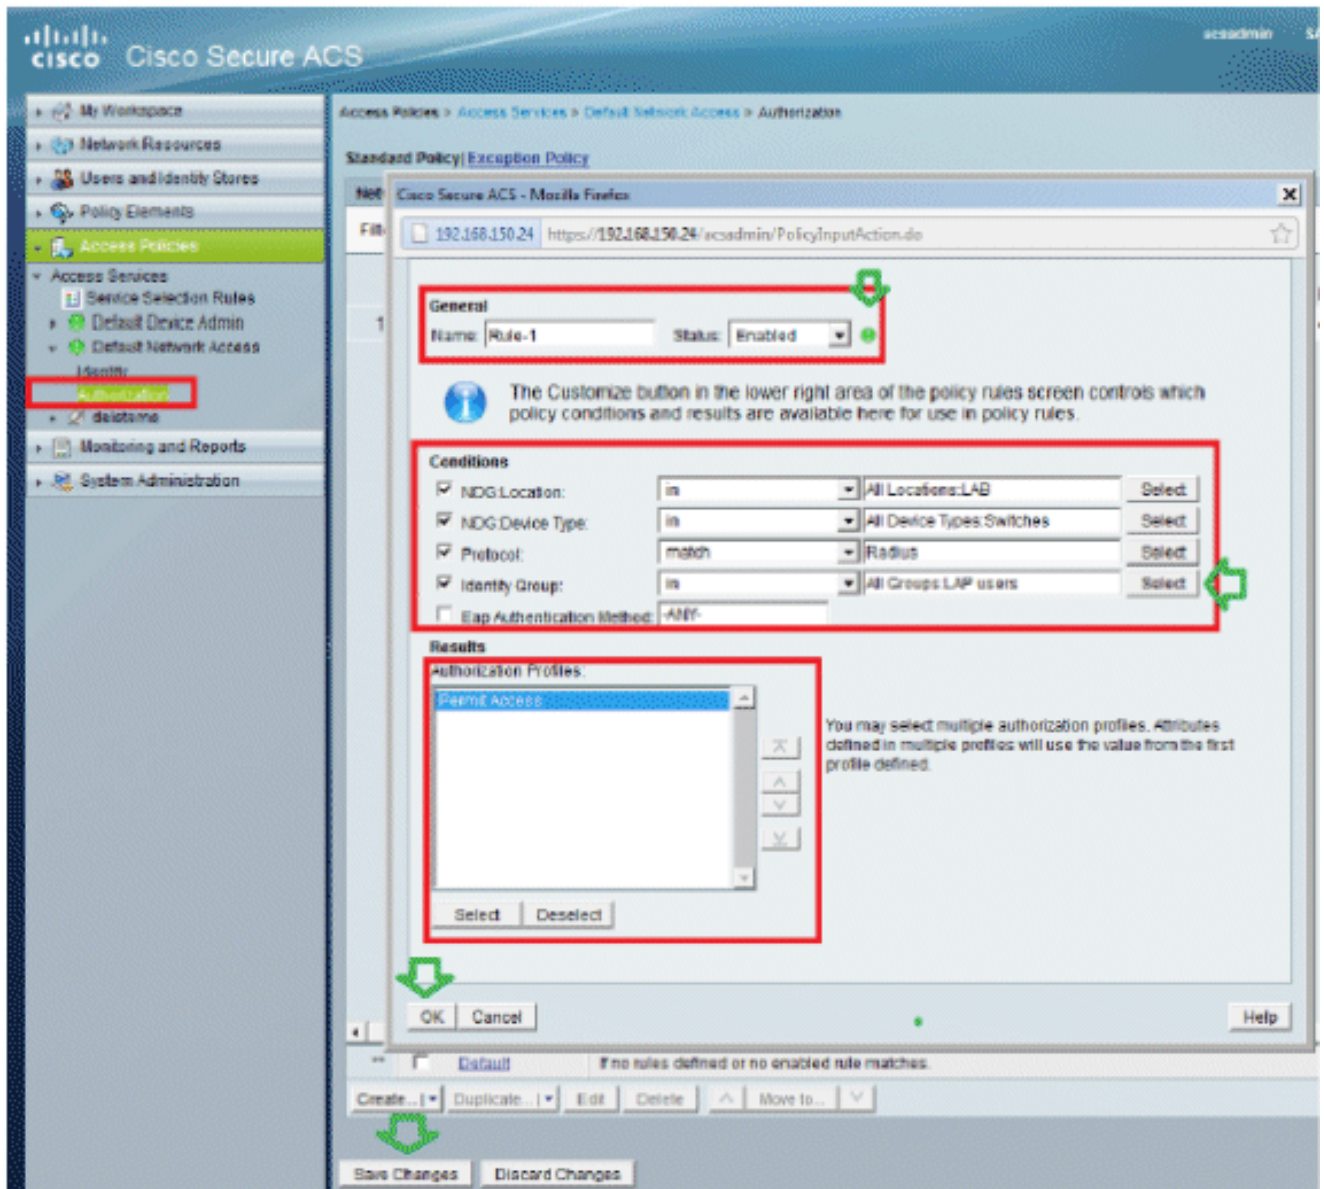 cisco Cisco Secure ACS
acsadmin
My Workspace
Network Resources
Users and Identity Stores
Policy Elements
Access Policies
Access Services
Service Selection Rules
Default Device Admin
Default Network Access
Identity
Authorization
deleteme
Monitoring and Reports
System Administration
Access Policies > Access Services > Default Network Access > Authorization
Standard Policy| Exception Policy
Cisco Secure ACS - Mozilla Firefox
192.168.150.24 https://192.168.150.24/acsadmin/PolicyInputAction.do
1
General
Name: Rule-1 Status: Enabled
The Customize button in the lower right area of the policy rules screen controls which
policy conditions and results are available here for use in policy rules.
Conditions
NDG:Location: in All Locations:LAB Select
NDG:Device Type: in All Device Types:Switches Select
Protocol: match Radius Select
Identity Group: in All Groups:LAP users Select
Eap Authentication Method: -ANY-
Results
Authorization Profiles:
Permit Access
You may select multiple authorization profiles. Attributes
defined in multiple profiles will use the value from the first
profile defined.
Select Deselect
OK Cancel Help
** Default If no rules defined or no enabled rule matches.
Create... Duplicate... Edit Delete Move to...
Save Changes Discard Changes